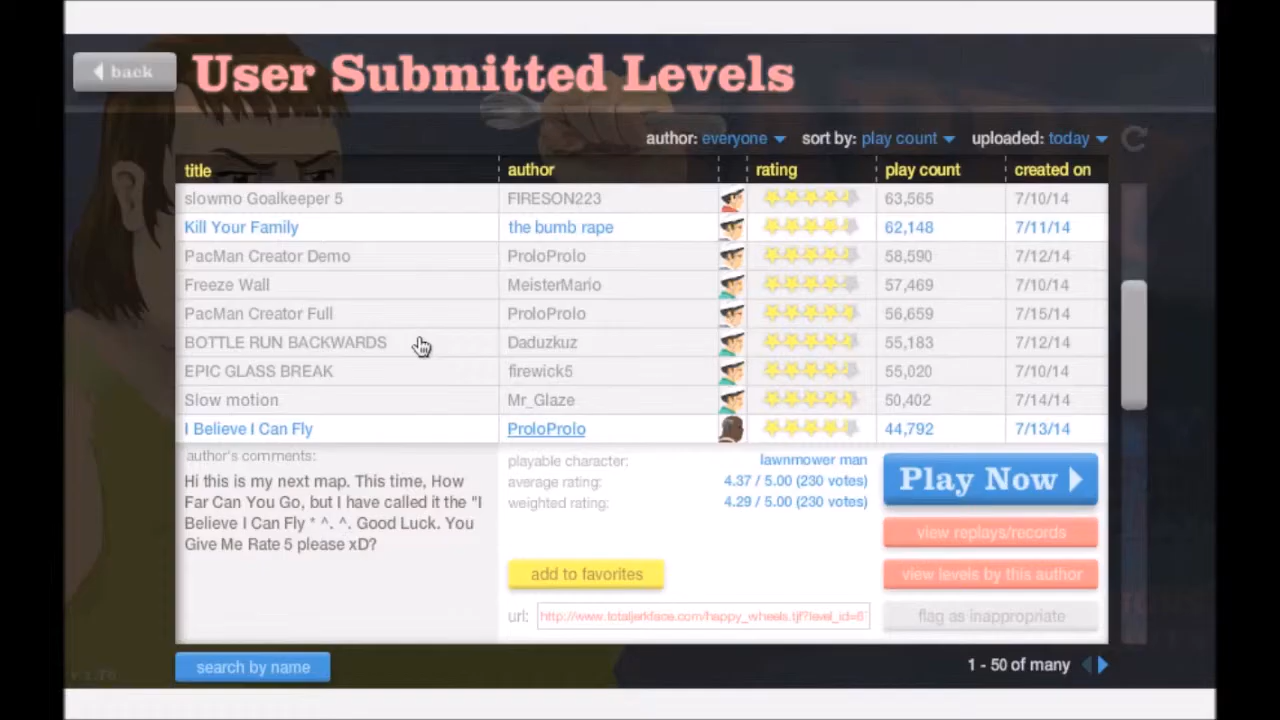 back
User Submitted Levels
author: everyone sort by: play count uploaded: today
title author rating play count created on
slowmo Goalkeeper 5 FIRESON223 63,565 7/10/14
Kill Your Family the bumb rape 62,148 7/11/14
PacMan Creator Demo ProloProlo 58,590 7/12/14
Freeze Wall MeisterMario 57,469 7/10/14
PacMan Creator Full ProloProlo 56,659 7/15/14
BOTTLE RUN BACKWARDS Daduzkuz 55,183 7/12/14
EPIC GLASS BREAK firewick5 55,020 7/10/14
Slow motion Mr_Glaze 50,402 7/14/14
I Believe I Can Fly ProloProlo 44,792 7/13/14
author's comments:
Hi this is my next map. This time, How
Far Can You Go, but I have called it the "I
Believe I Can Fly * ^. ^. Good Luck. You
Give Me Rate 5 please xD?
playable character: lawnmower man
average rating: 4.37 / 5.00 (230 votes)
weighted rating: 4.29 / 5.00 (230 votes)
add to favorites
url: http://www.totaljerkface.com/happy_wheels.tjf?level_id=6
Play Now
view replays/records
view levels by this author
flag as inappropriate
search by name
1 - 50 of many